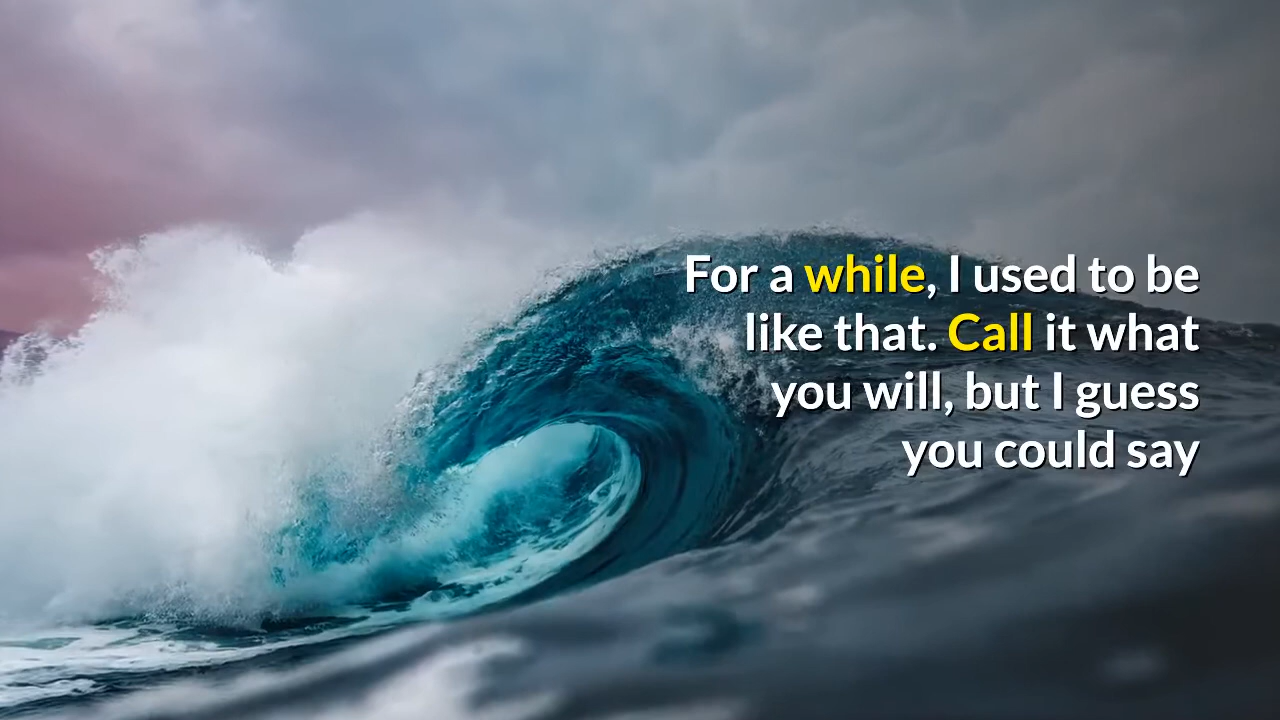 For a while, I used to be
like that. Call it what
you will, but I guess
you could say